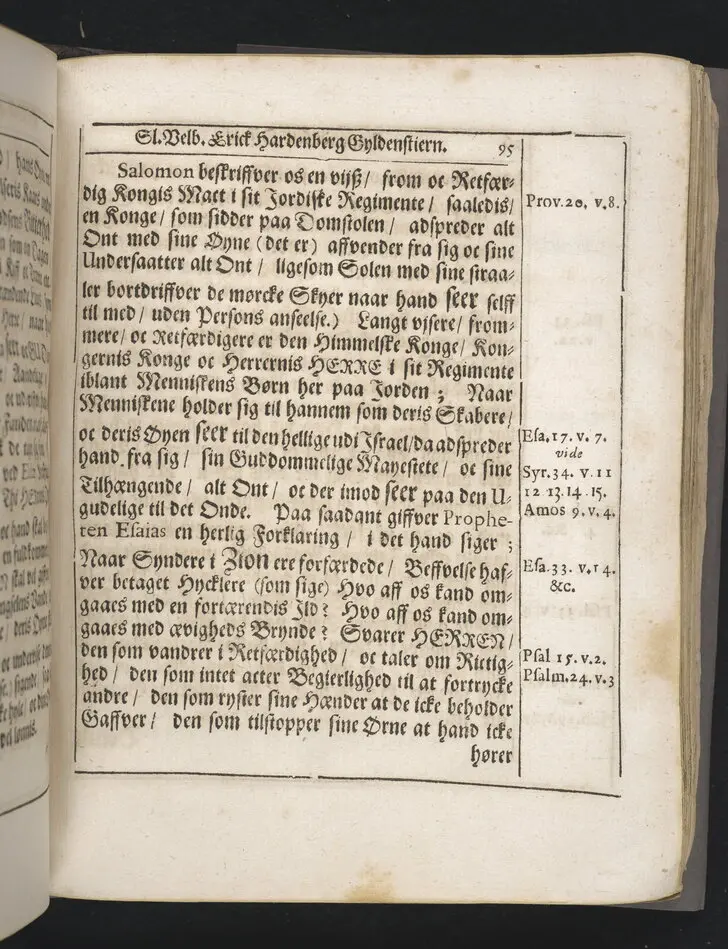 Sl. Velb. Erick Hardenberg Gyldenstiern. 95
Salomon beskriffver os en vijß / from oc Retfær-
dig Kongis Mact i sit Jordiske Regimente / saaledis /
en Konge / som sidder paa Domstolen / adspreder alt
Ont med sine Øyne (det er) affvender fra sig oc sine
Undersaatter alt Ont / ligesom Solen med sine straa-
ler bortdriffver de mørcke Skyer naar hand seer selff
til med / uden Persons anseelse.) Langt vjsere / from-
mere / oc Retfærdigere er den Himmelske Konge / Kon-
gernis Konge oc Herrernis HERRE i sit Regimente
iblant Menniskens Børn her paa Jorden ; Naar
Menniskene holder sig til hannem som deris Skabere /
oc deris Øyen seer til den hellige udi Israel / da adspreder
hand fra sig / sin Guddommelige Mayestete / oc sine
Tilhængende / alt Ont / oc der imod seer paa den U-
gudelige til det Onde. Paa saadant giffver Prophe-
ten Esaias en herlig Forklaring / i det hand siger ;
Naar Syndere i Zion ere forfærdede / Beffvelse haf-
ver betaget Hycklere (som sige) Hvo aff os kand om-
gaaes med en fortærendis Ild ? Hvo aff os kand om-
gaaes med ævigheds Brynde ? Svarer HERREN /
den som vandrer i Retfærdighed / oc taler om Rictig-
hed / den som intet acter Begierlighed til at fortrycke
andre / den som ryster sine Hænder at de icke beholder
Gaffver / den som tilstopper sine Ørne at hand icke
hører
Prov. 20. v. 8.
Esa. 17. v. 7.
vide
Syr. 34. v. 11
12 13. 14. 15.
Amos 9. v. 4.
Esa. 33. v. 14.
&c.
Psal 15. v. 2.
Psalm. 24. v. 3